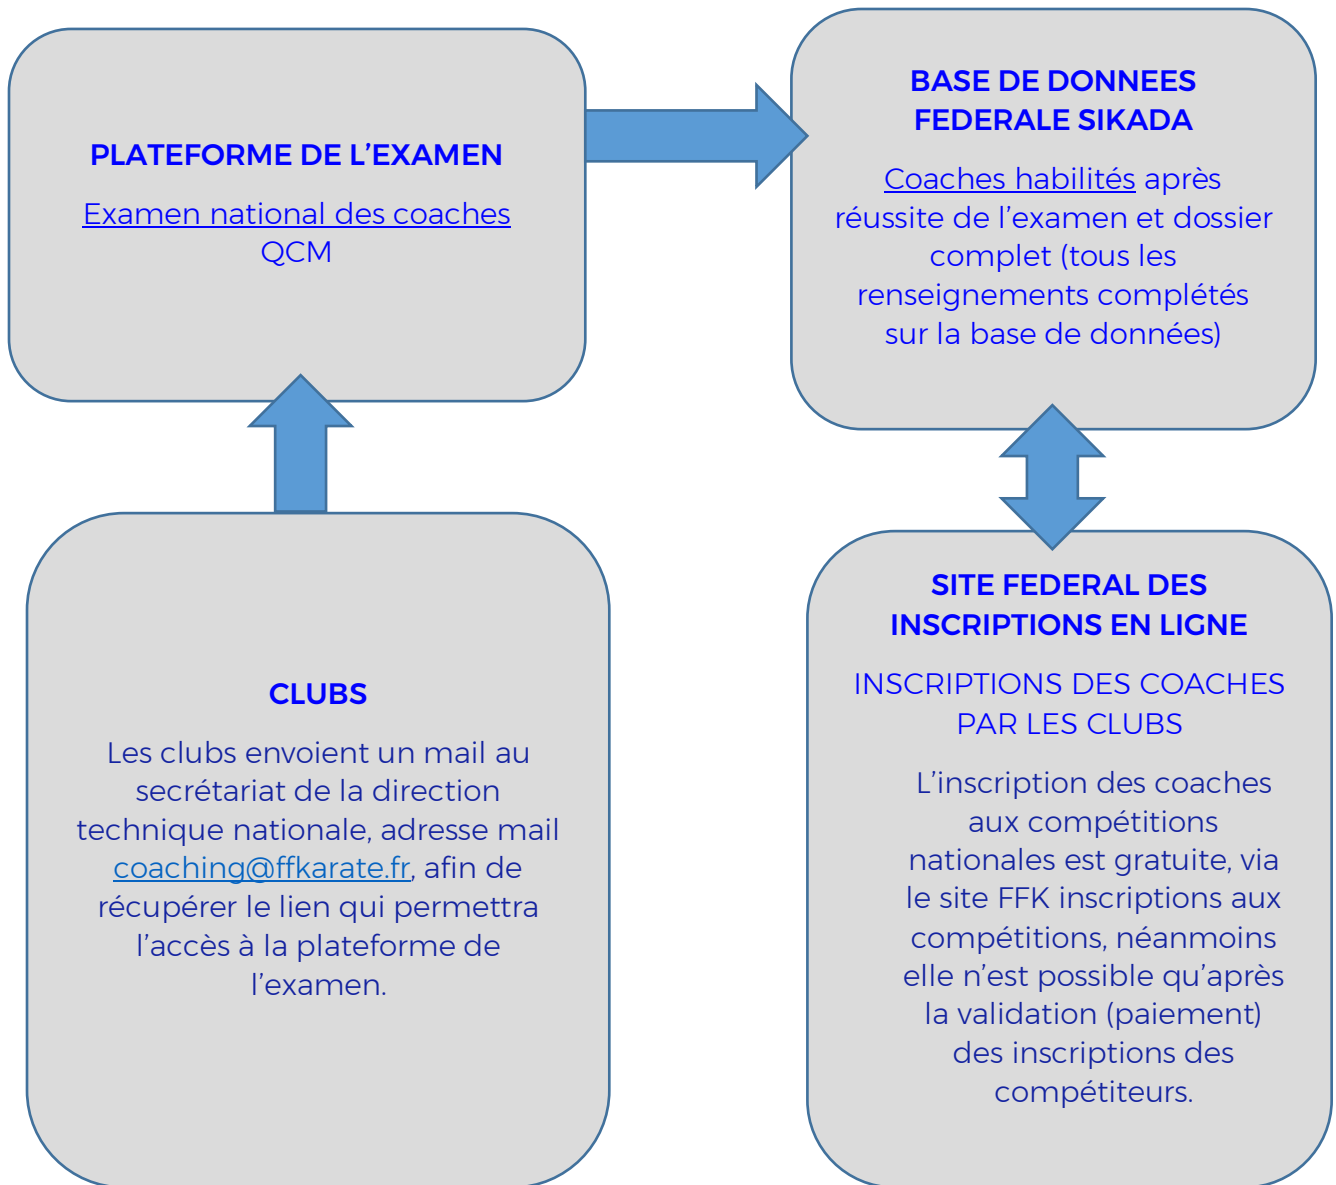 PLATEFORME DE L’EXAMEN
Examen national des coaches
QCM
BASE DE DONNEES
FEDERALE SIKADA
Coaches habilités après
réussite de l’examen et dossier
complet (tous les
renseignements complétés
sur la base de données)
CLUBS
Les clubs envoient un mail au
secrétariat de la direction
technique nationale, adresse mail
coaching@ffkarate.fr, afin de
récupérer le lien qui permettra
l’accès à la plateforme de
l’examen.
SITE FEDERAL DES
INSCRIPTIONS EN LIGNE
INSCRIPTIONS DES COACHES
PAR LES CLUBS
L’inscription des coaches
aux compétitions
nationales est gratuite, via
le site FFK inscriptions aux
compétitions, néanmoins
elle n’est possible qu’après
la validation (paiement)
des inscriptions des
compétiteurs.